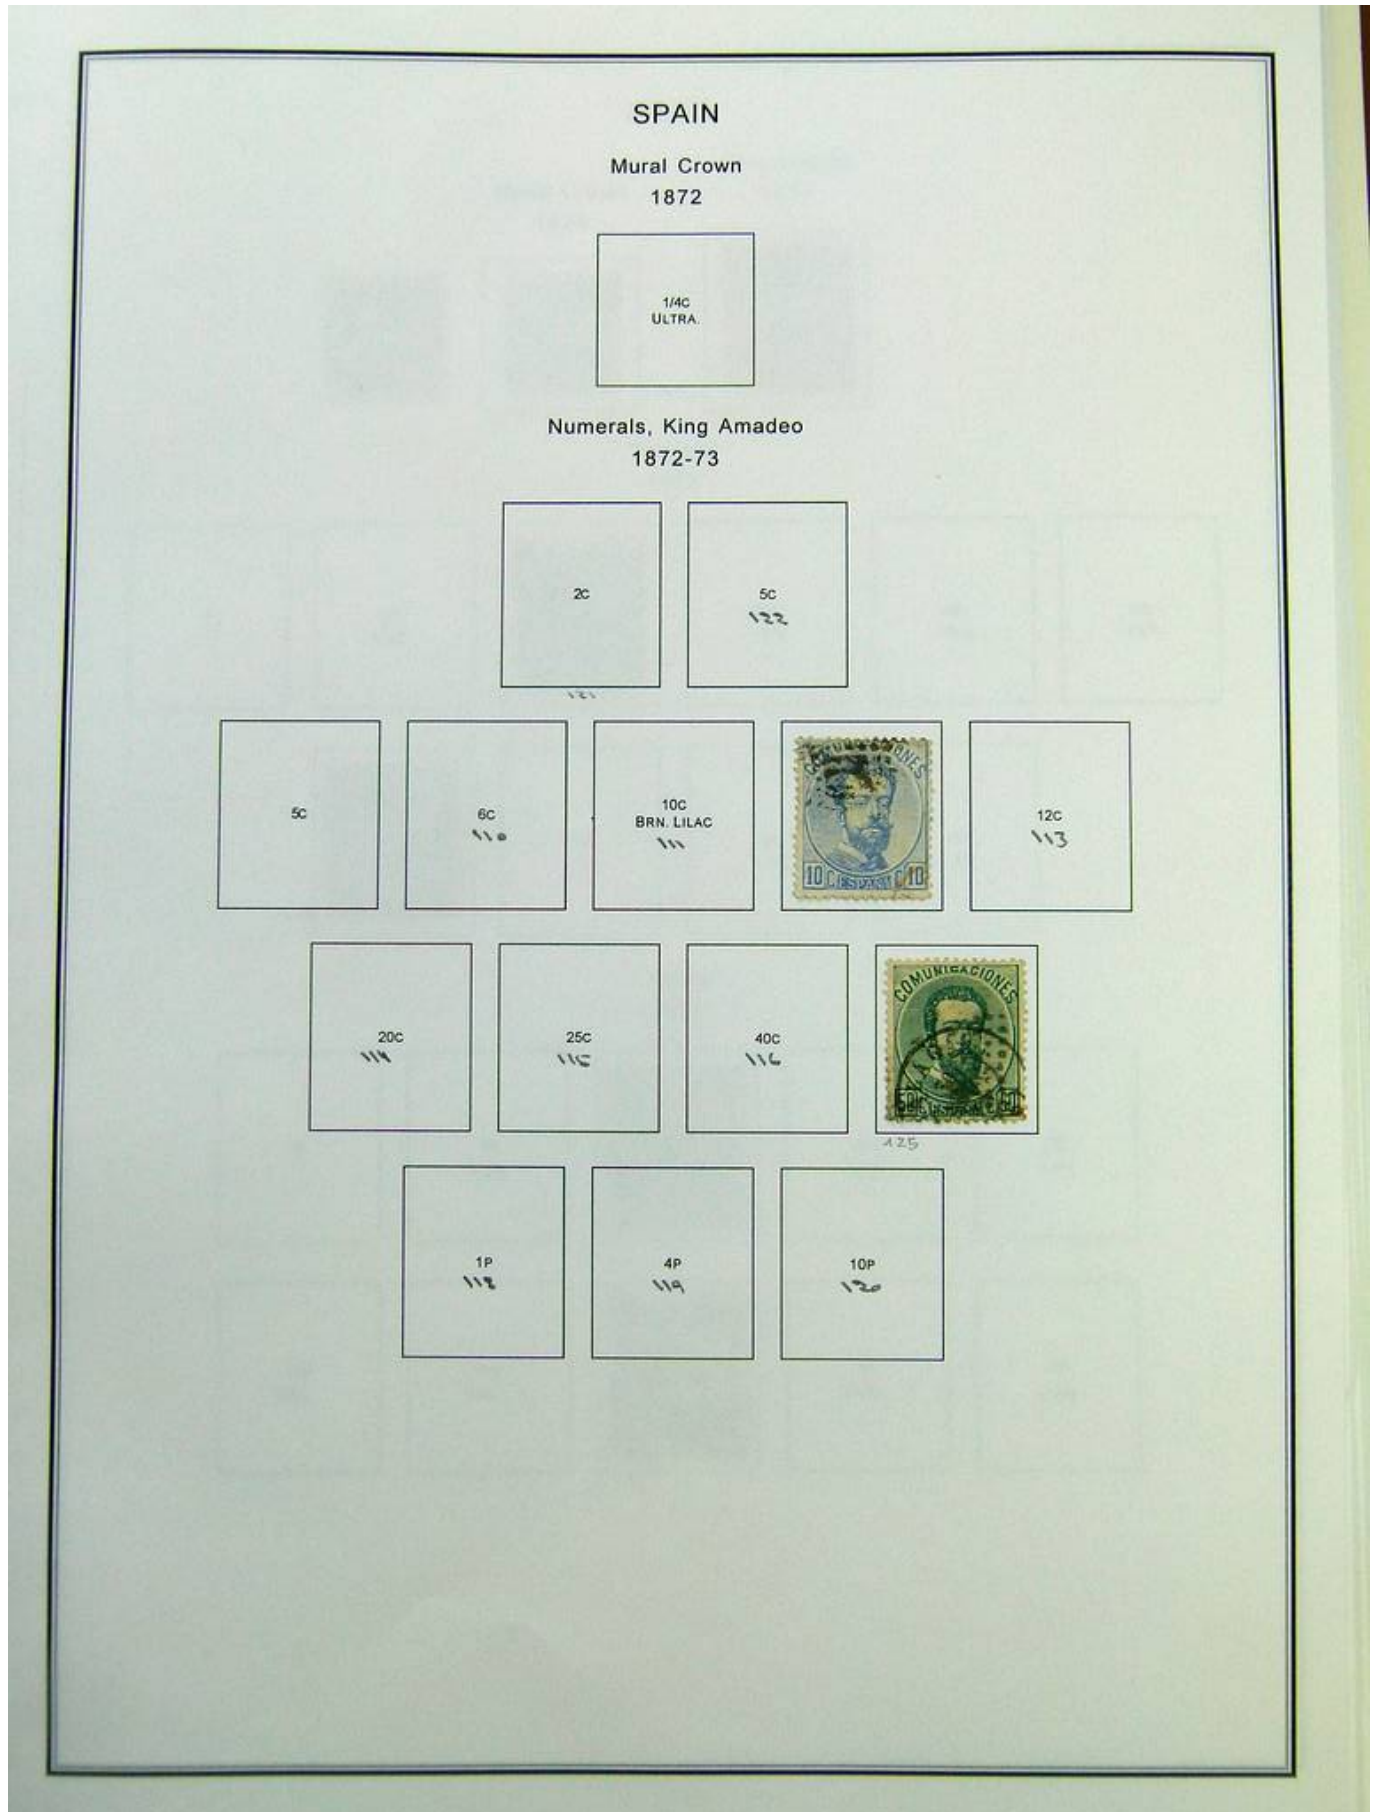 SPAIN
Mural Crown
1872
1/4C
ULTRA.
Numerals, King Amadeo
1872-73
2C
5C
122
121
5C
6C
110
10C
BRN. LILAC
111
COMUNICACIONES
10 C ESPAÑA C 10
12C
113
20C
114
25C
115
40C
116
COMUNICACIONES
125
1P
118
4P
119
10P
120